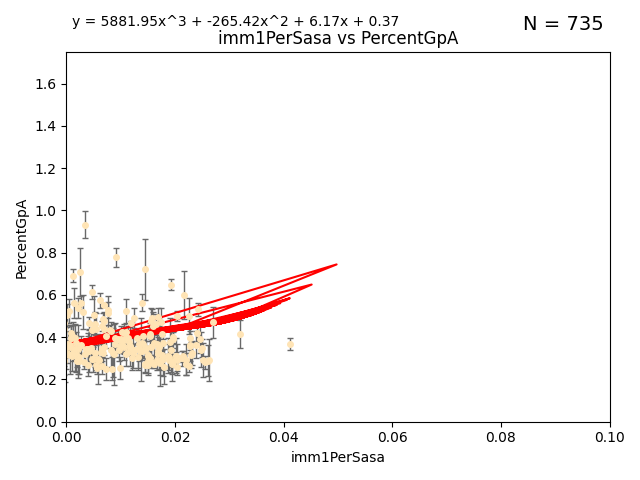 y = 5881.95x^3 + -265.42x^2 + 6.17x + 0.37
N = 735
imm1PerSasa vs PercentGpA
PercentGpA
1.6
1.4
1.2
1.0
0.8
0.6
0.4
0.2
0.0
0.00 0.02 0.04 0.06 0.08 0.10
imm1PerSasa